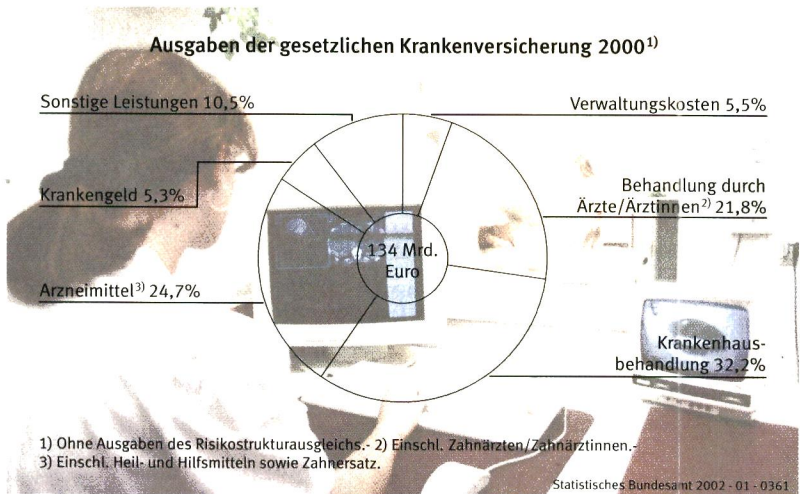 Ausgaben der gesetzlichen Krankenversicherung 2000¹⁾
Sonstige Leistungen 10,5%
Verwaltungskosten 5,5%
Krankengeld 5,3%
Behandlung durch
Ärzte/Ärztinnen²⁾ 21,8%
134 Mrd.
Euro
Arzneimittel³⁾ 24,7%
Krankenhaus-
behandlung 32,2%
1) Ohne Ausgaben des Risikostrukturausgleichs.- 2) Einschl. Zahnärzten/Zahnärztinnen.-
3) Einschl. Heil- und Hilfsmitteln sowie Zahnersatz.
Statistisches Bundesamt 2002 - 01 - 0361